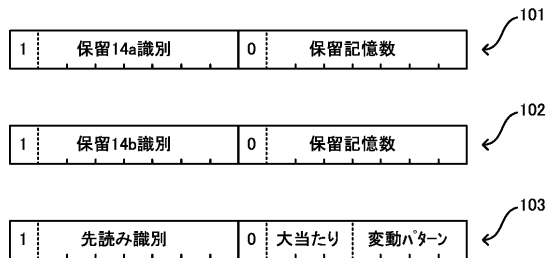 101
1 保留14a識別 0 保留記憶数
102
1 保留14b識別 0 保留記憶数
103
1 先読み識別 0 大当たり 変動パターン